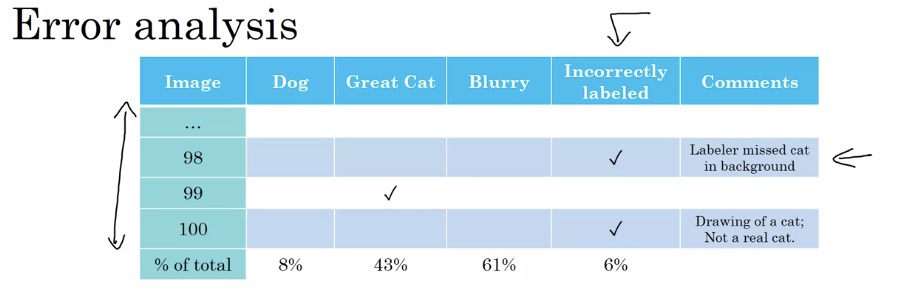 Error analysis
Image Dog Great Cat Blurry Incorrectly labeled Comments
...
98 ✓ Labeler missed cat in background
99 ✓
100 ✓ Drawing of a cat; Not a real cat.
% of total 8% 43% 61% 6%